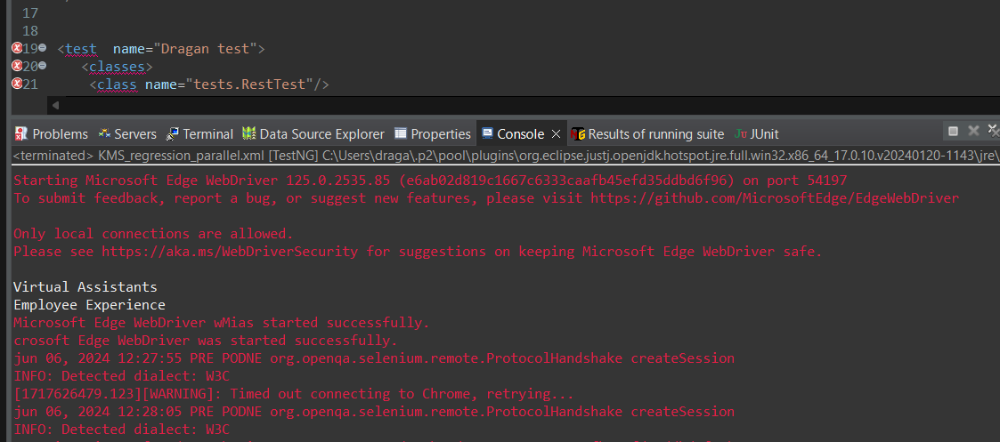 17
18
19 <test  name="Dragan test">
20 <classes>
21 <class name="tests.RestTest"/>
Problems Servers Terminal Data Source Explorer Properties Console Results of running suite JUnit
<terminated> KMS_regression_parallel.xml [TestNG] C:\Users\draga\.p2\pool\plugins\org.eclipse.justj.openjdk.hotspot.jre.full.win32.x86_64_17.0.10.v20240120-1143\jre\
Starting Microsoft Edge WebDriver 125.0.2535.85 (e6ab02d819c1667c6333caafb45efd35ddbd6f96) on port 54197
To submit feedback, report a bug, or suggest new features, please visit https://github.com/MicrosoftEdge/EdgeWebDriver
Only local connections are allowed.
Please see https://aka.ms/WebDriverSecurity for suggestions on keeping Microsoft Edge WebDriver safe.
Virtual Assistants
Employee Experience
Microsoft Edge WebDriver wMias started successfully.
crosoft Edge WebDriver was started successfully.
jun 06, 2024 12:27:55 PRE PODNE org.openqa.selenium.remote.ProtocolHandshake createSession
INFO: Detected dialect: W3C
[1717626479.123][WARNING]: Timed out connecting to Chrome, retrying...
jun 06, 2024 12:28:05 PRE PODNE org.openqa.selenium.remote.ProtocolHandshake createSession
INFO: Detected dialect: W3C